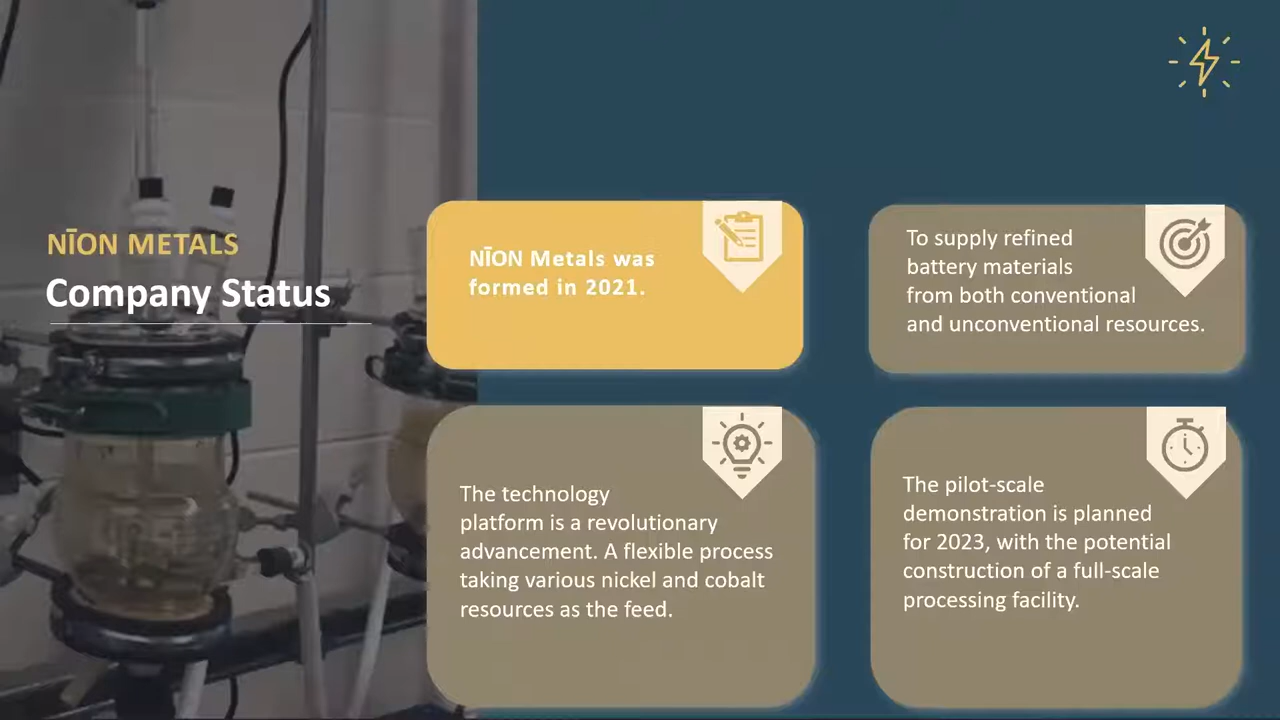 NĪON METALS
Company Status
NĪON Metals was
formed in 2021.
To supply refined
battery materials
from both conventional
and unconventional resources.
The technology
platform is a revolutionary
advancement. A flexible process
taking various nickel and cobalt
resources as the feed.
The pilot-scale
demonstration is planned
for 2023, with the potential
construction of a full-scale
processing facility.